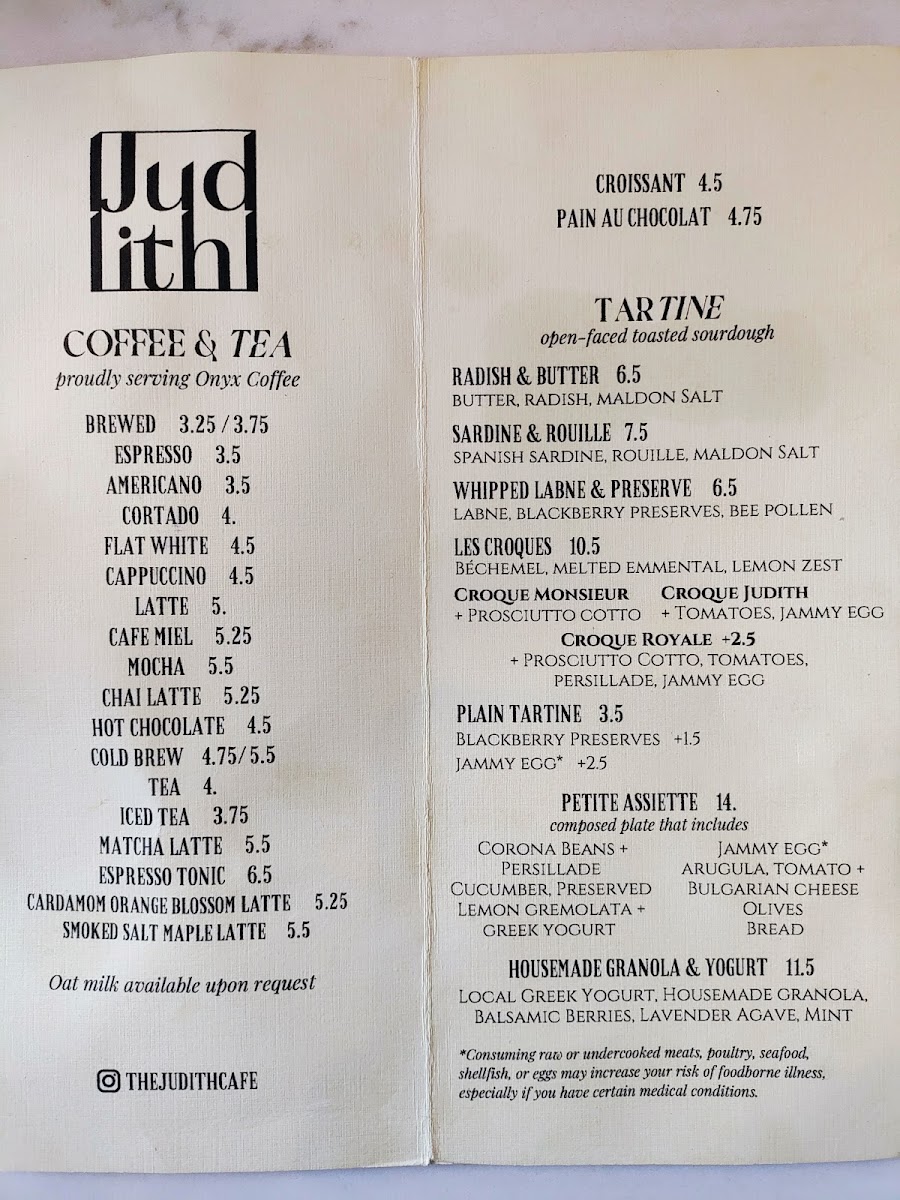 Jud
ith
COFFEE & TEA
proudly serving Onyx Coffee
BREWED 3.25 / 3.75
ESPRESSO 3.5
AMERICANO 3.5
CORTADO 4.
FLAT WHITE 4.5
CAPPUCCINO 4.5
LATTE 5.
CAFE MIEL 5.25
MOCHA 5.5
CHAI LATTE 5.25
HOT CHOCOLATE 4.5
COLD BREW 4.75/5.5
TEA 4.
ICED TEA 3.75
MATCHA LATTE 5.5
ESPRESSO TONIC 6.5
CARDAMOM ORANGE BLOSSOM LATTE 5.25
SMOKED SALT MAPLE LATTE 5.5
Oat milk available upon request
THEJUDITHCAFE
CROISSANT 4.5
PAIN AU CHOCOLAT 4.75
TARTINE
open-faced toasted sourdough
RADISH & BUTTER 6.5
BUTTER, RADISH, MALDON SALT
SARDINE & ROUILLE 7.5
SPANISH SARDINE, ROUILLE, MALDON SALT
WHIPPED LABNE & PRESERVE 6.5
LABNE, BLACKBERRY PRESERVES, BEE POLLEN
LES CROQUES 10.5
BÉCHEMEL, MELTED EMMENTAL, LEMON ZEST
CROQUE MONSIEUR CROQUE JUDITH
+ PROSCIUTTO COTTO + TOMATOES, JAMMY EGG
CROQUE ROYALE +2.5
+ PROSCIUTTO COTTO, TOMATOES,
PERSILLADE, JAMMY EGG
PLAIN TARTINE 3.5
BLACKBERRY PRESERVES +1.5
JAMMY EGG* +2.5
PETITE ASSIETTE 14.
composed plate that includes
CORONA BEANS +
PERSILLADE
CUCUMBER, PRESERVED
LEMON GREMOLATA +
GREEK YOGURT
JAMMY EGG*
ARUGULA, TOMATO +
BULGARIAN CHEESE
OLIVES
BREAD
HOUSEMADE GRANOLA & YOGURT 11.5
LOCAL GREEK YOGURT, HOUSEMADE GRANOLA,
BALSAMIC BERRIES, LAVENDER AGAVE, MINT
*Consuming raw or undercooked meats, poultry, seafood,
shellfish, or eggs may increase your risk of foodborne illness,
especially if you have certain medical conditions.